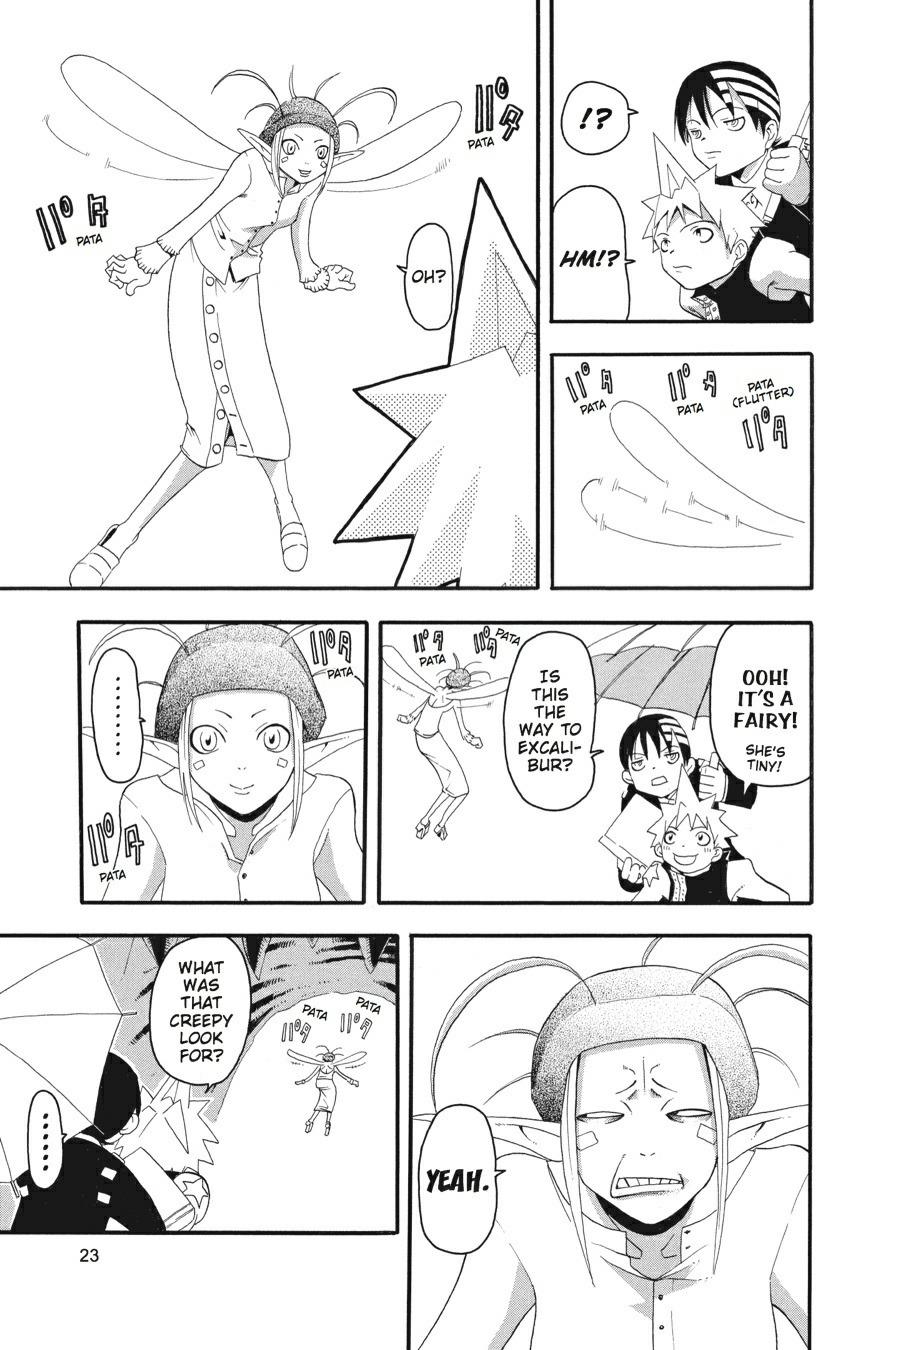 !?
HM!?
パタ
PATA
(FLUTTER)
パタ
PATA
パタ
PATA
パタ
PATA
OH?
パタ
PATA
OOH!
IT'S A
FAIRY!
SHE'S
TINY!
IS
THIS
THE
WAY TO
EXCALI-
BUR?
パタ
PATA
パタ
PATA
パタ
PATA
.........
パタ
PATA
YEAH.
WHAT
WAS
THAT
CREEPY
LOOK
FOR?
パタ
PATA
パタ
PATA
......
23